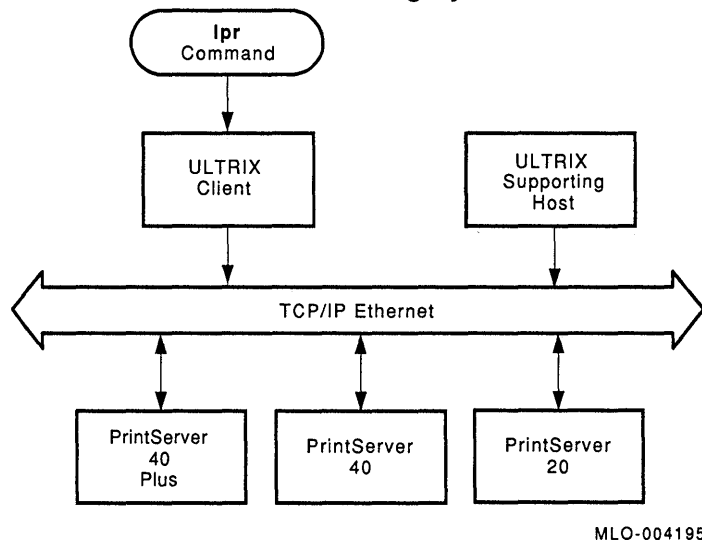 lpr
Command
ULTRIX
Client
ULTRIX
Supporting
Host
TCP/IP Ethernet
PrintServer
40
Plus
PrintServer
40
PrintServer
20
MLO-004195